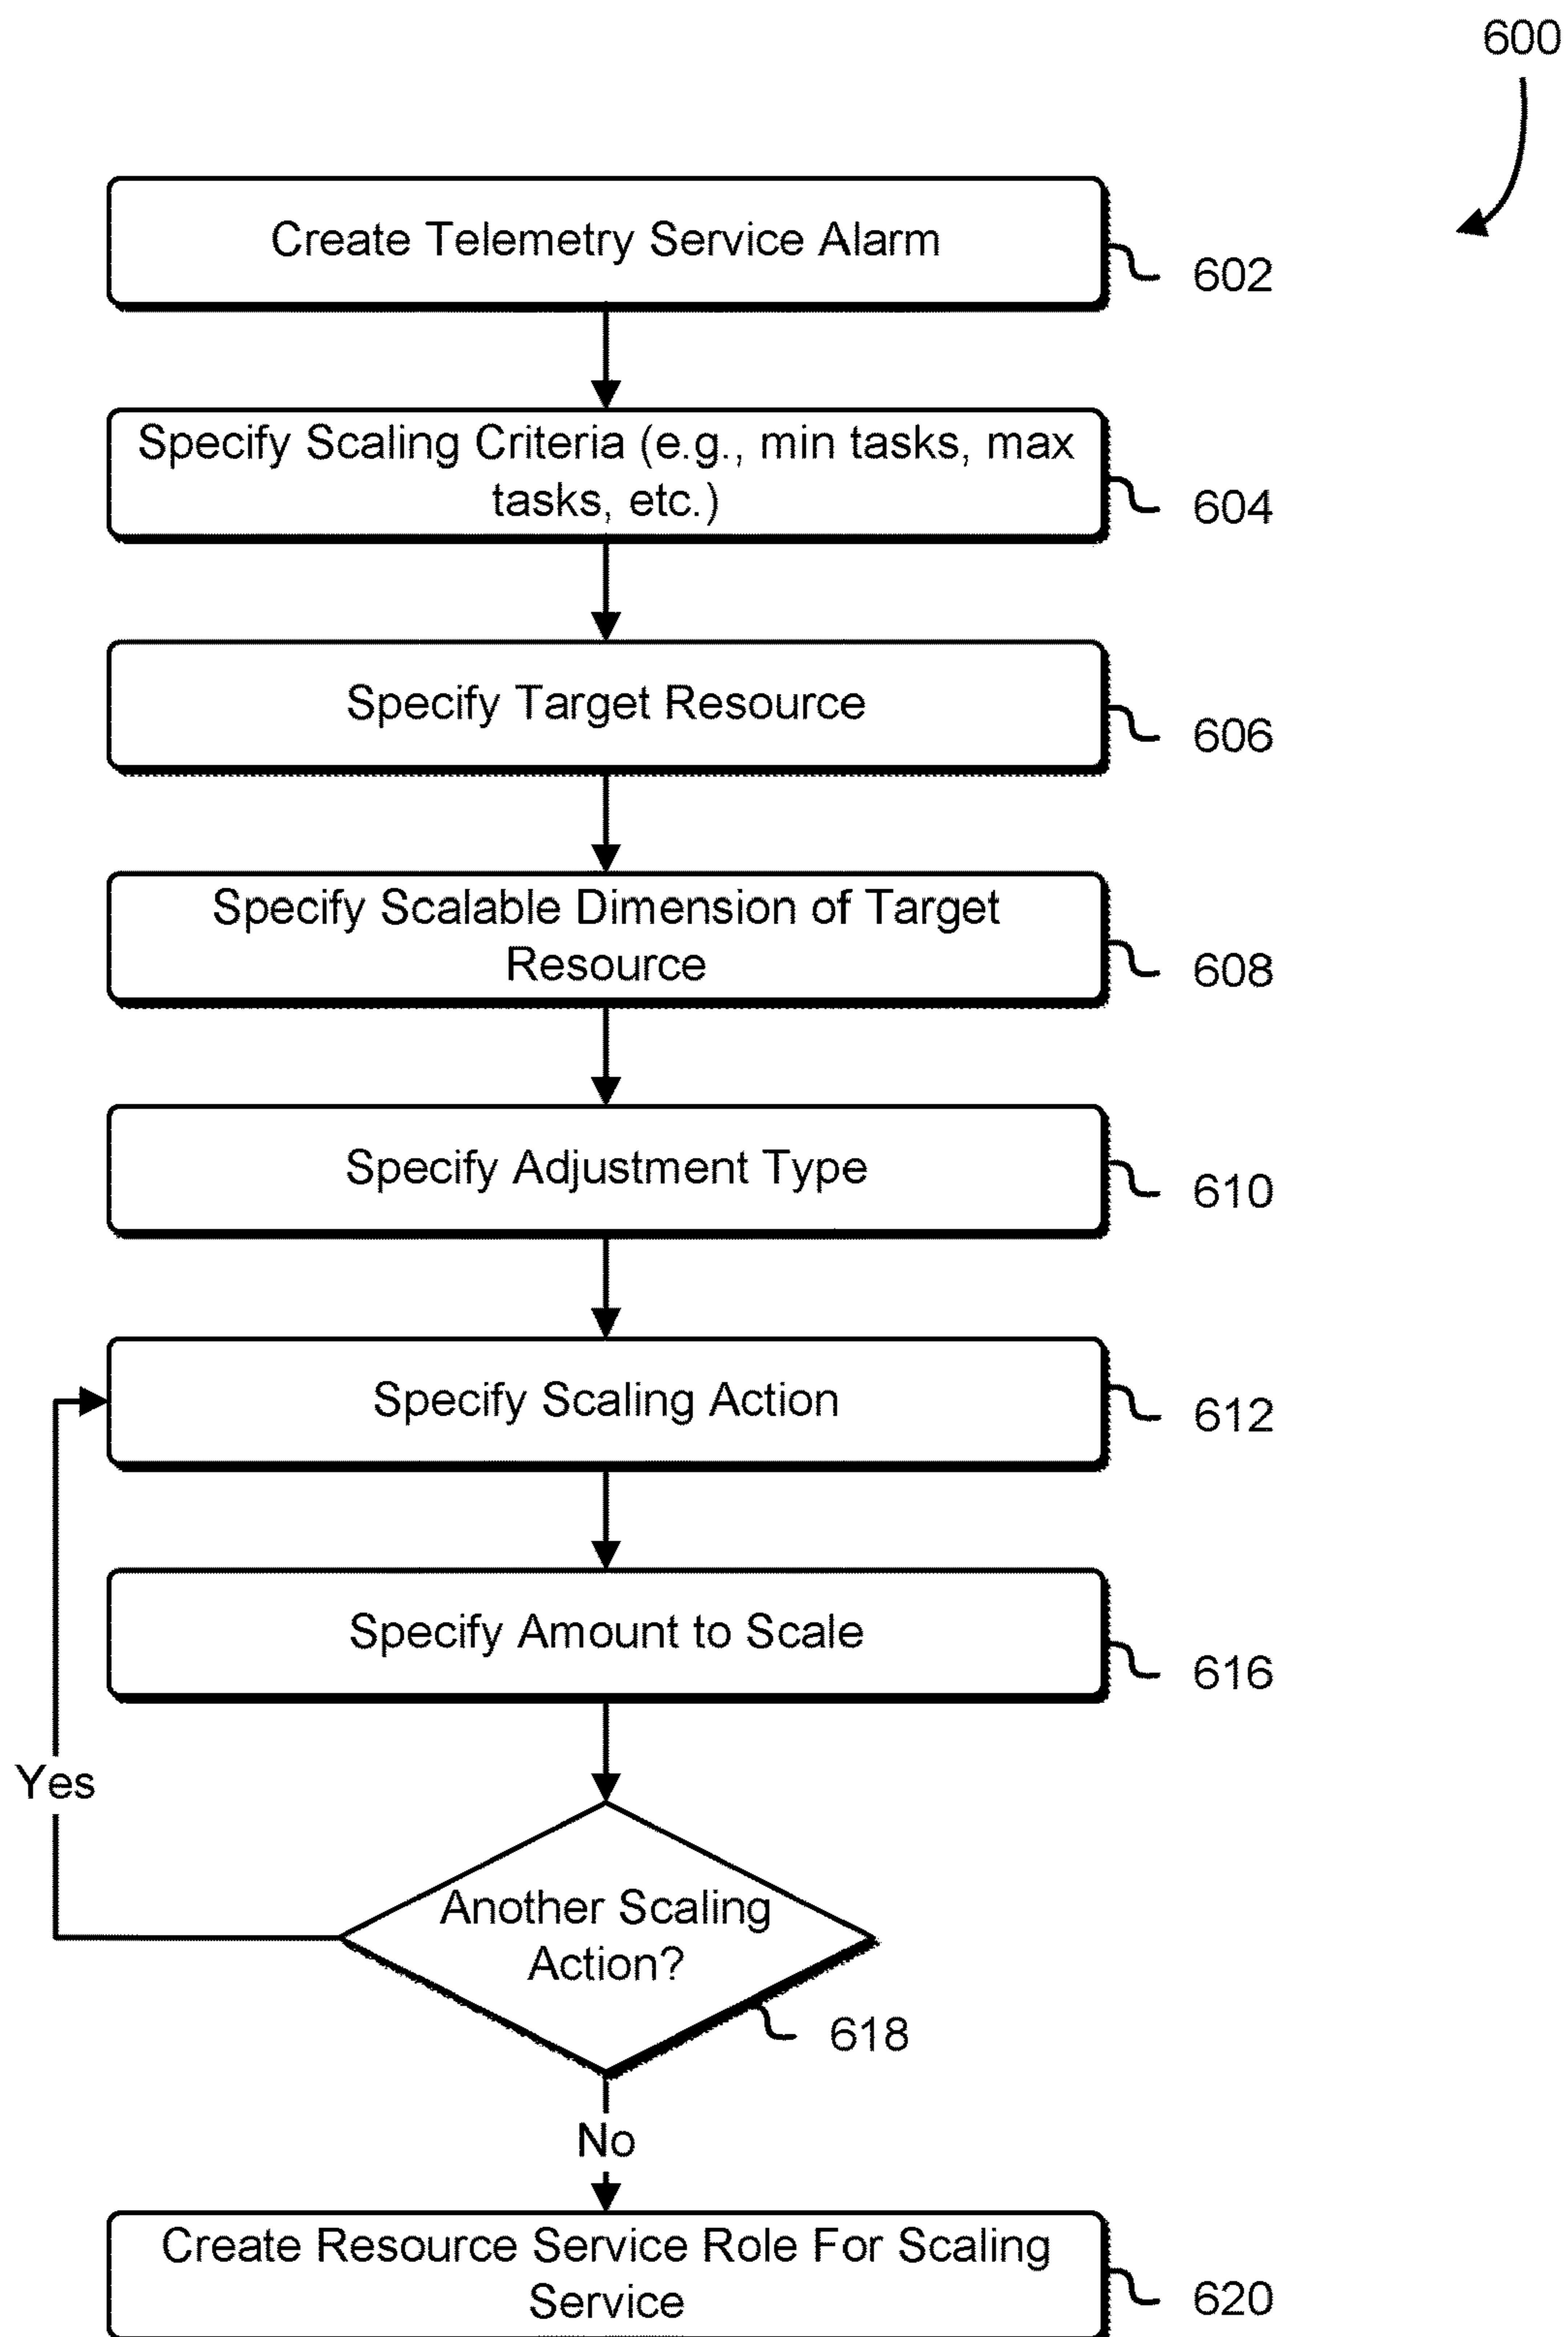 600
Create Telemetry Service Alarm
602
Specify Scaling Criteria (e.g., min tasks, max
tasks, etc.)
604
Specify Target Resource
606
Specify Scalable Dimension of Target
Resource
608
Specify Adjustment Type
610
Specify Scaling Action
612
Specify Amount to Scale
616
Yes
Another Scaling
Action?
618
No
Create Resource Service Role For Scaling
Service
620